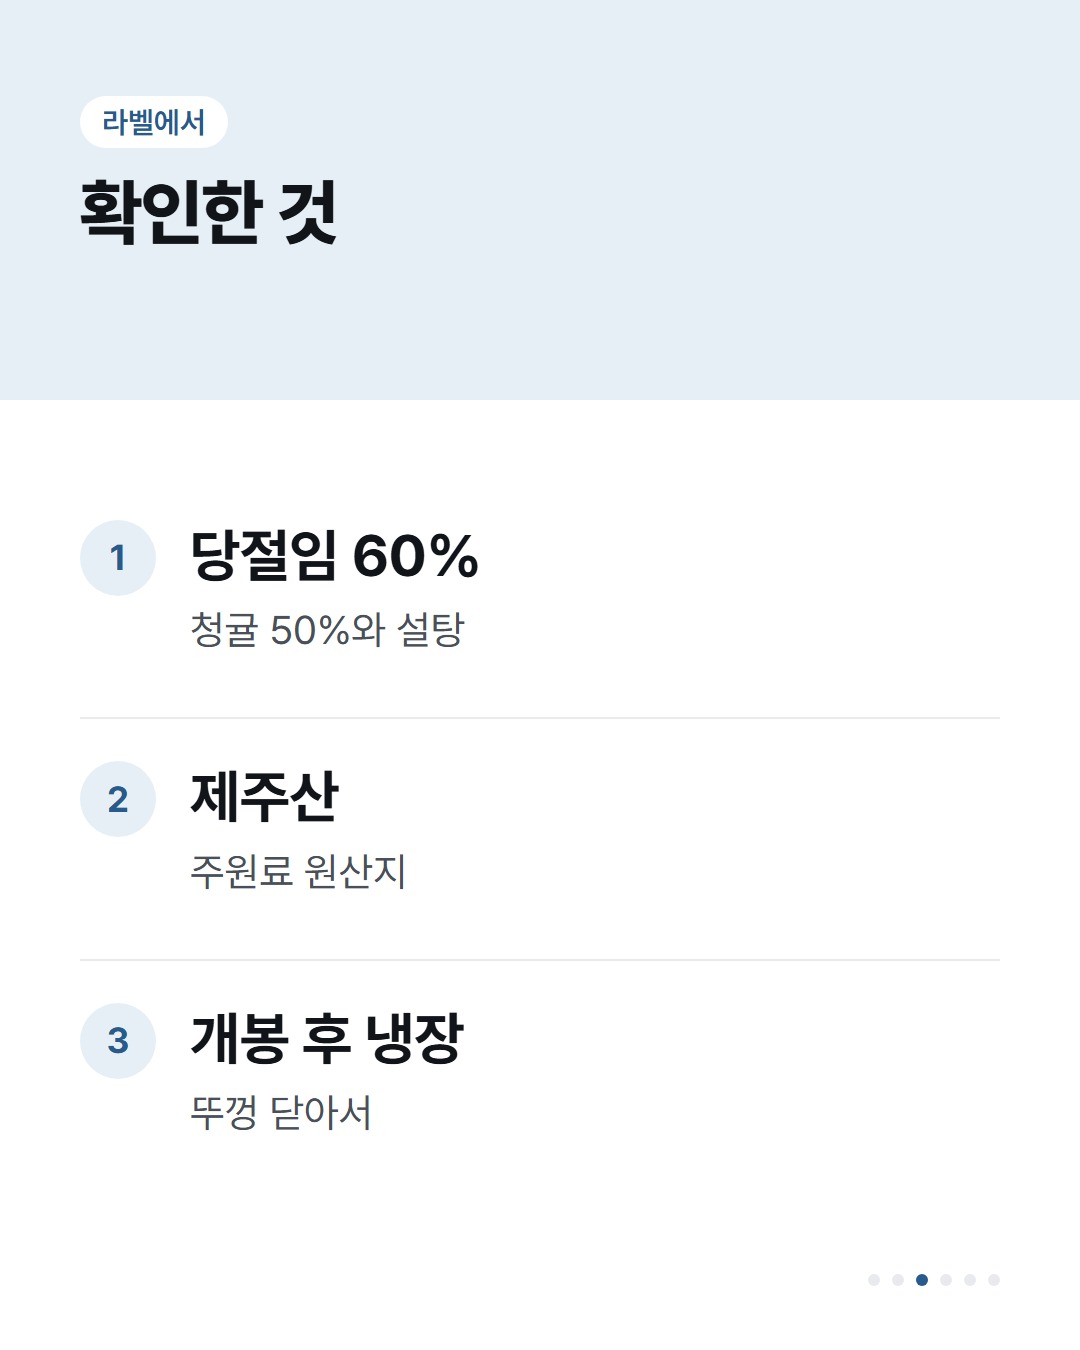 라벨에서
확인한 것
1
당절임 60%
청귤 50%와 설탕
2
제주산
주원료 원산지
3
개봉 후 냉장
뚜껑 닫아서